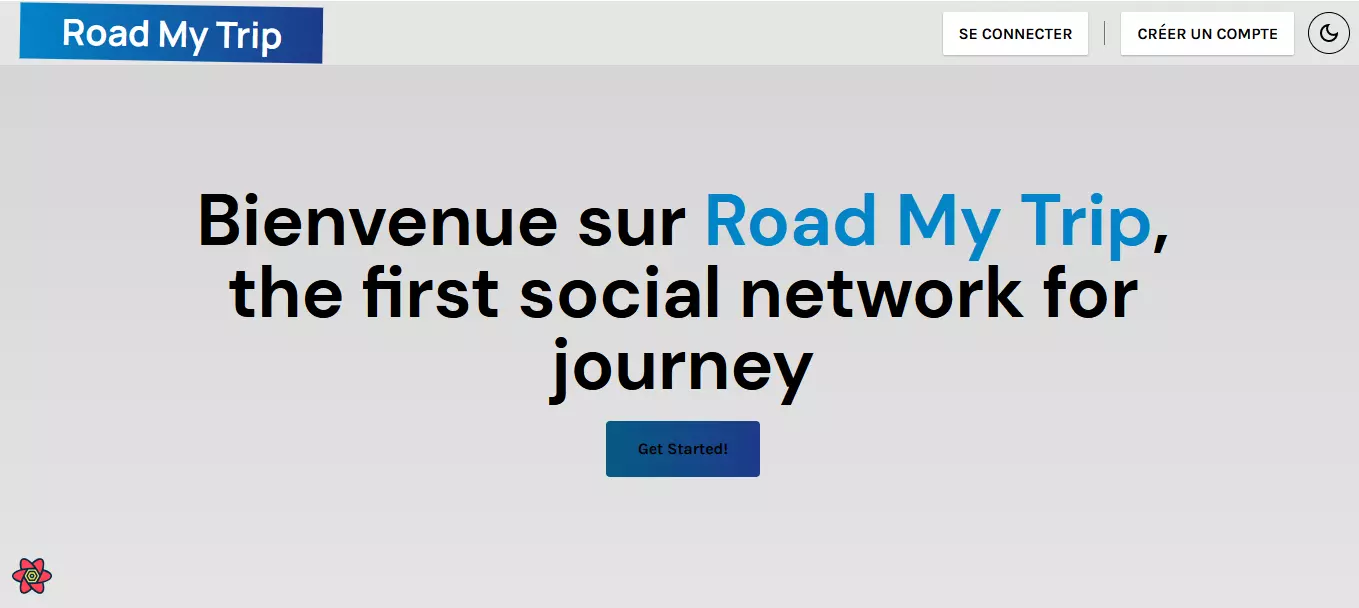 Road My Trip
SE CONNECTER
CRÉER UN COMPTE
Bienvenue sur Road My Trip,
the first social network for
journey
Get Started!